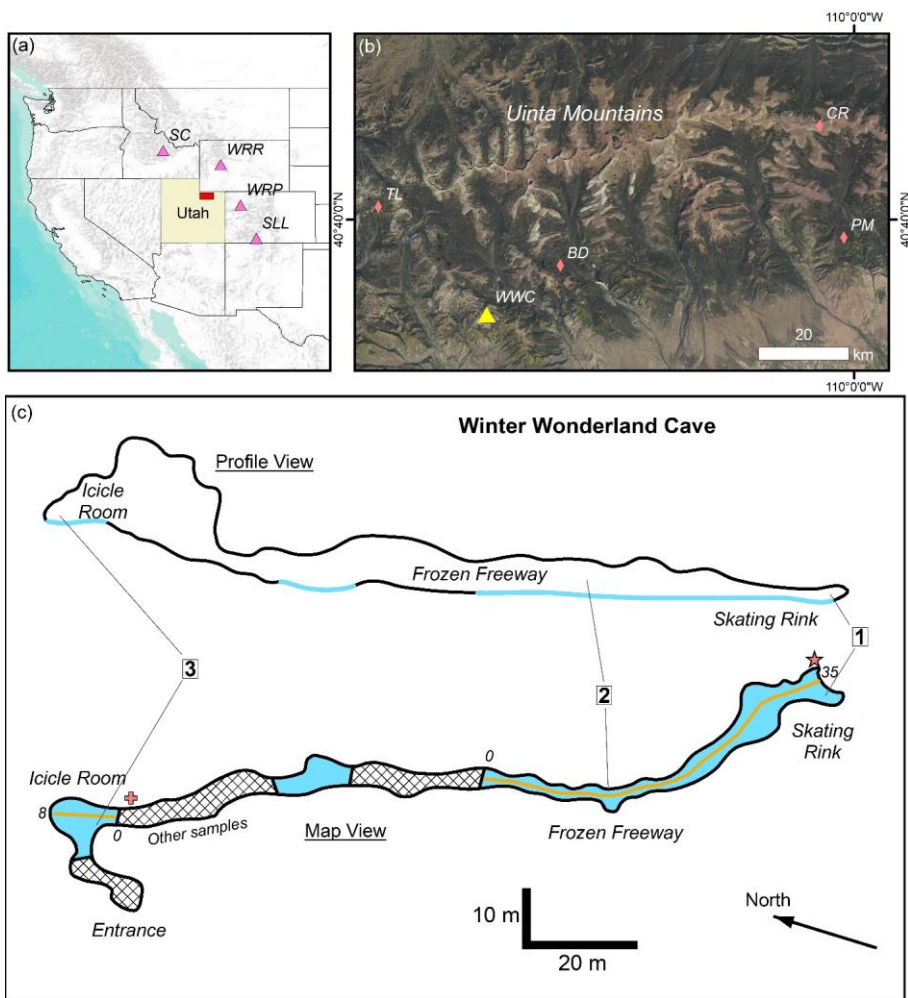 110°0'0"W
(a)
SC
WRR
WRP
Utah
SLL
(b)
Uinta Mountains
CR
TL
PM
BD
WWC
40°40'0"N
40°40'0"N
20
km
110°0'0"W
(c)
Winter Wonderland Cave
Profile View
Icicle
Room
Frozen Freeway
Skating Rink
1
3
2
35
Skating
Rink
0
Icicle Room
8
0
Other samples
Map View
Frozen Freeway
Entrance
10 m
20 m
North